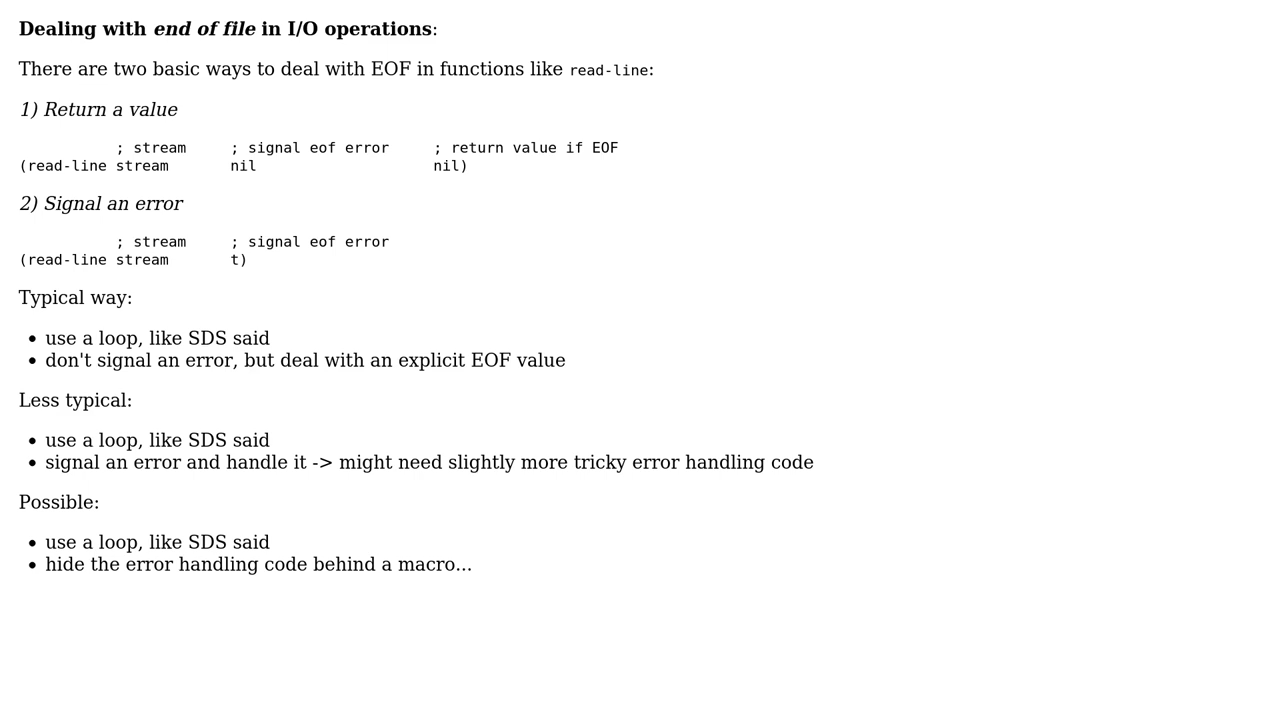 Dealing with end of file in I/O operations:
There are two basic ways to deal with EOF in functions like read-line:
1) Return a value
; stream ; signal eof error ; return value if EOF
(read-line stream nil nil)
2) Signal an error
; stream ; signal eof error
(read-line stream t)
Typical way:
• use a loop, like SDS said
• don't signal an error, but deal with an explicit EOF value
Less typical:
• use a loop, like SDS said
• signal an error and handle it -> might need slightly more tricky error handling code
Possible:
• use a loop, like SDS said
• hide the error handling code behind a macro...